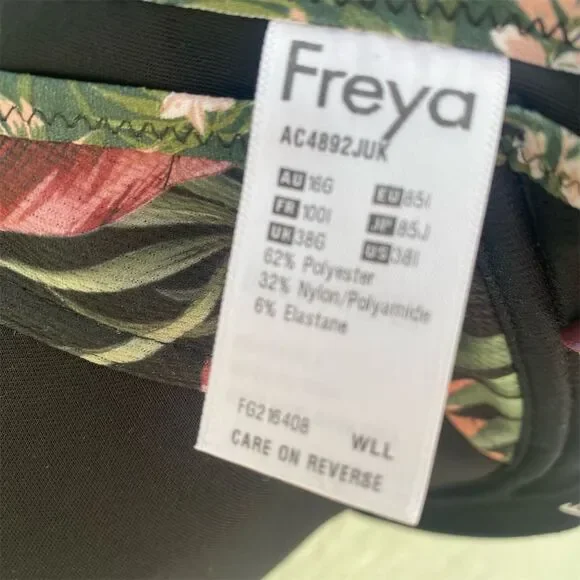 Freya
AC4892JUK
AU 16G EU 85I
FR 100I JP 85J
UK 38G US 38I
62% Polyester
32% Nylon/Polyamide
6% Elastane
FG216408 WLL
CARE ON REVERSE